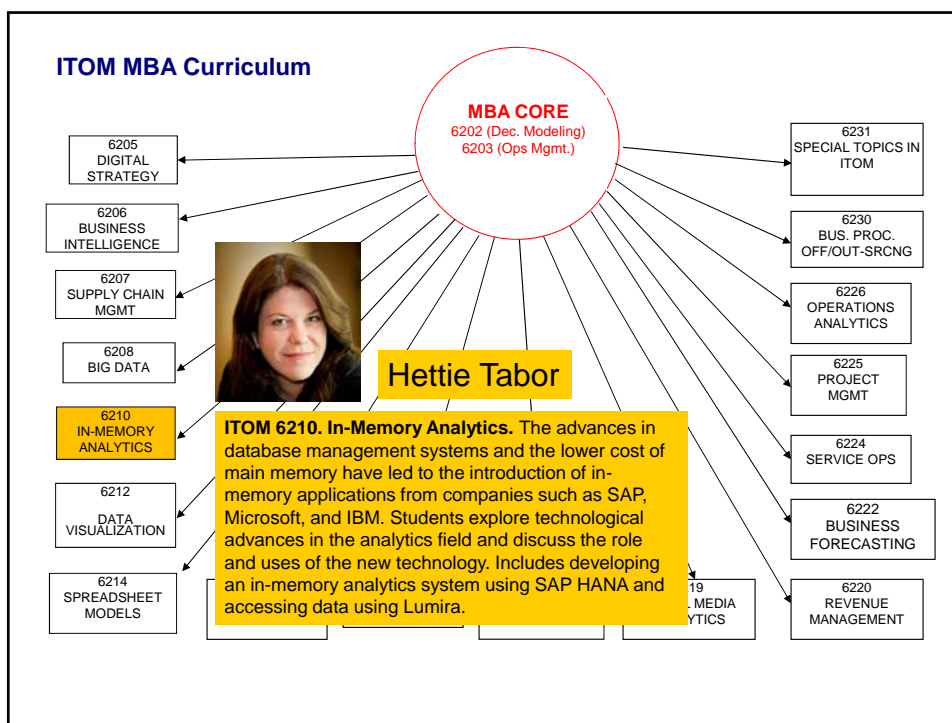 ITOM MBA Curriculum
MBA CORE
6202 (Dec. Modeling)
6203 (Ops Mgmt.)
6205
DIGITAL
STRATEGY
6206
BUSINESS
INTELLIGENCE
6207
SUPPLY CHAIN
MGMT
6208
BIG DATA
6210
IN-MEMORY
ANALYTICS
6212
DATA
VISUALIZATION
6214
SPREADSHEET
MODELS
Hettie Tabor
ITOM 6210. In-Memory Analytics. The advances in
database management systems and the lower cost of
main memory have led to the introduction of in-
memory applications from companies such as SAP,
Microsoft, and IBM. Students explore technological
advances in the analytics field and discuss the role
and uses of the new technology. Includes developing
an in-memory analytics system using SAP HANA and
accessing data using Lumira.
MEDIA
6231
SPECIAL TOPICS IN
ITOM
6230
BUS. PROC.
OFF/OUT-SRCNG
6226
OPERATIONS
ANALYTICS
6225
PROJECT
MGMT
6224
SERVICE OPS
6222
BUSINESS
FORECASTING
6220
REVENUE
MANAGEMENT